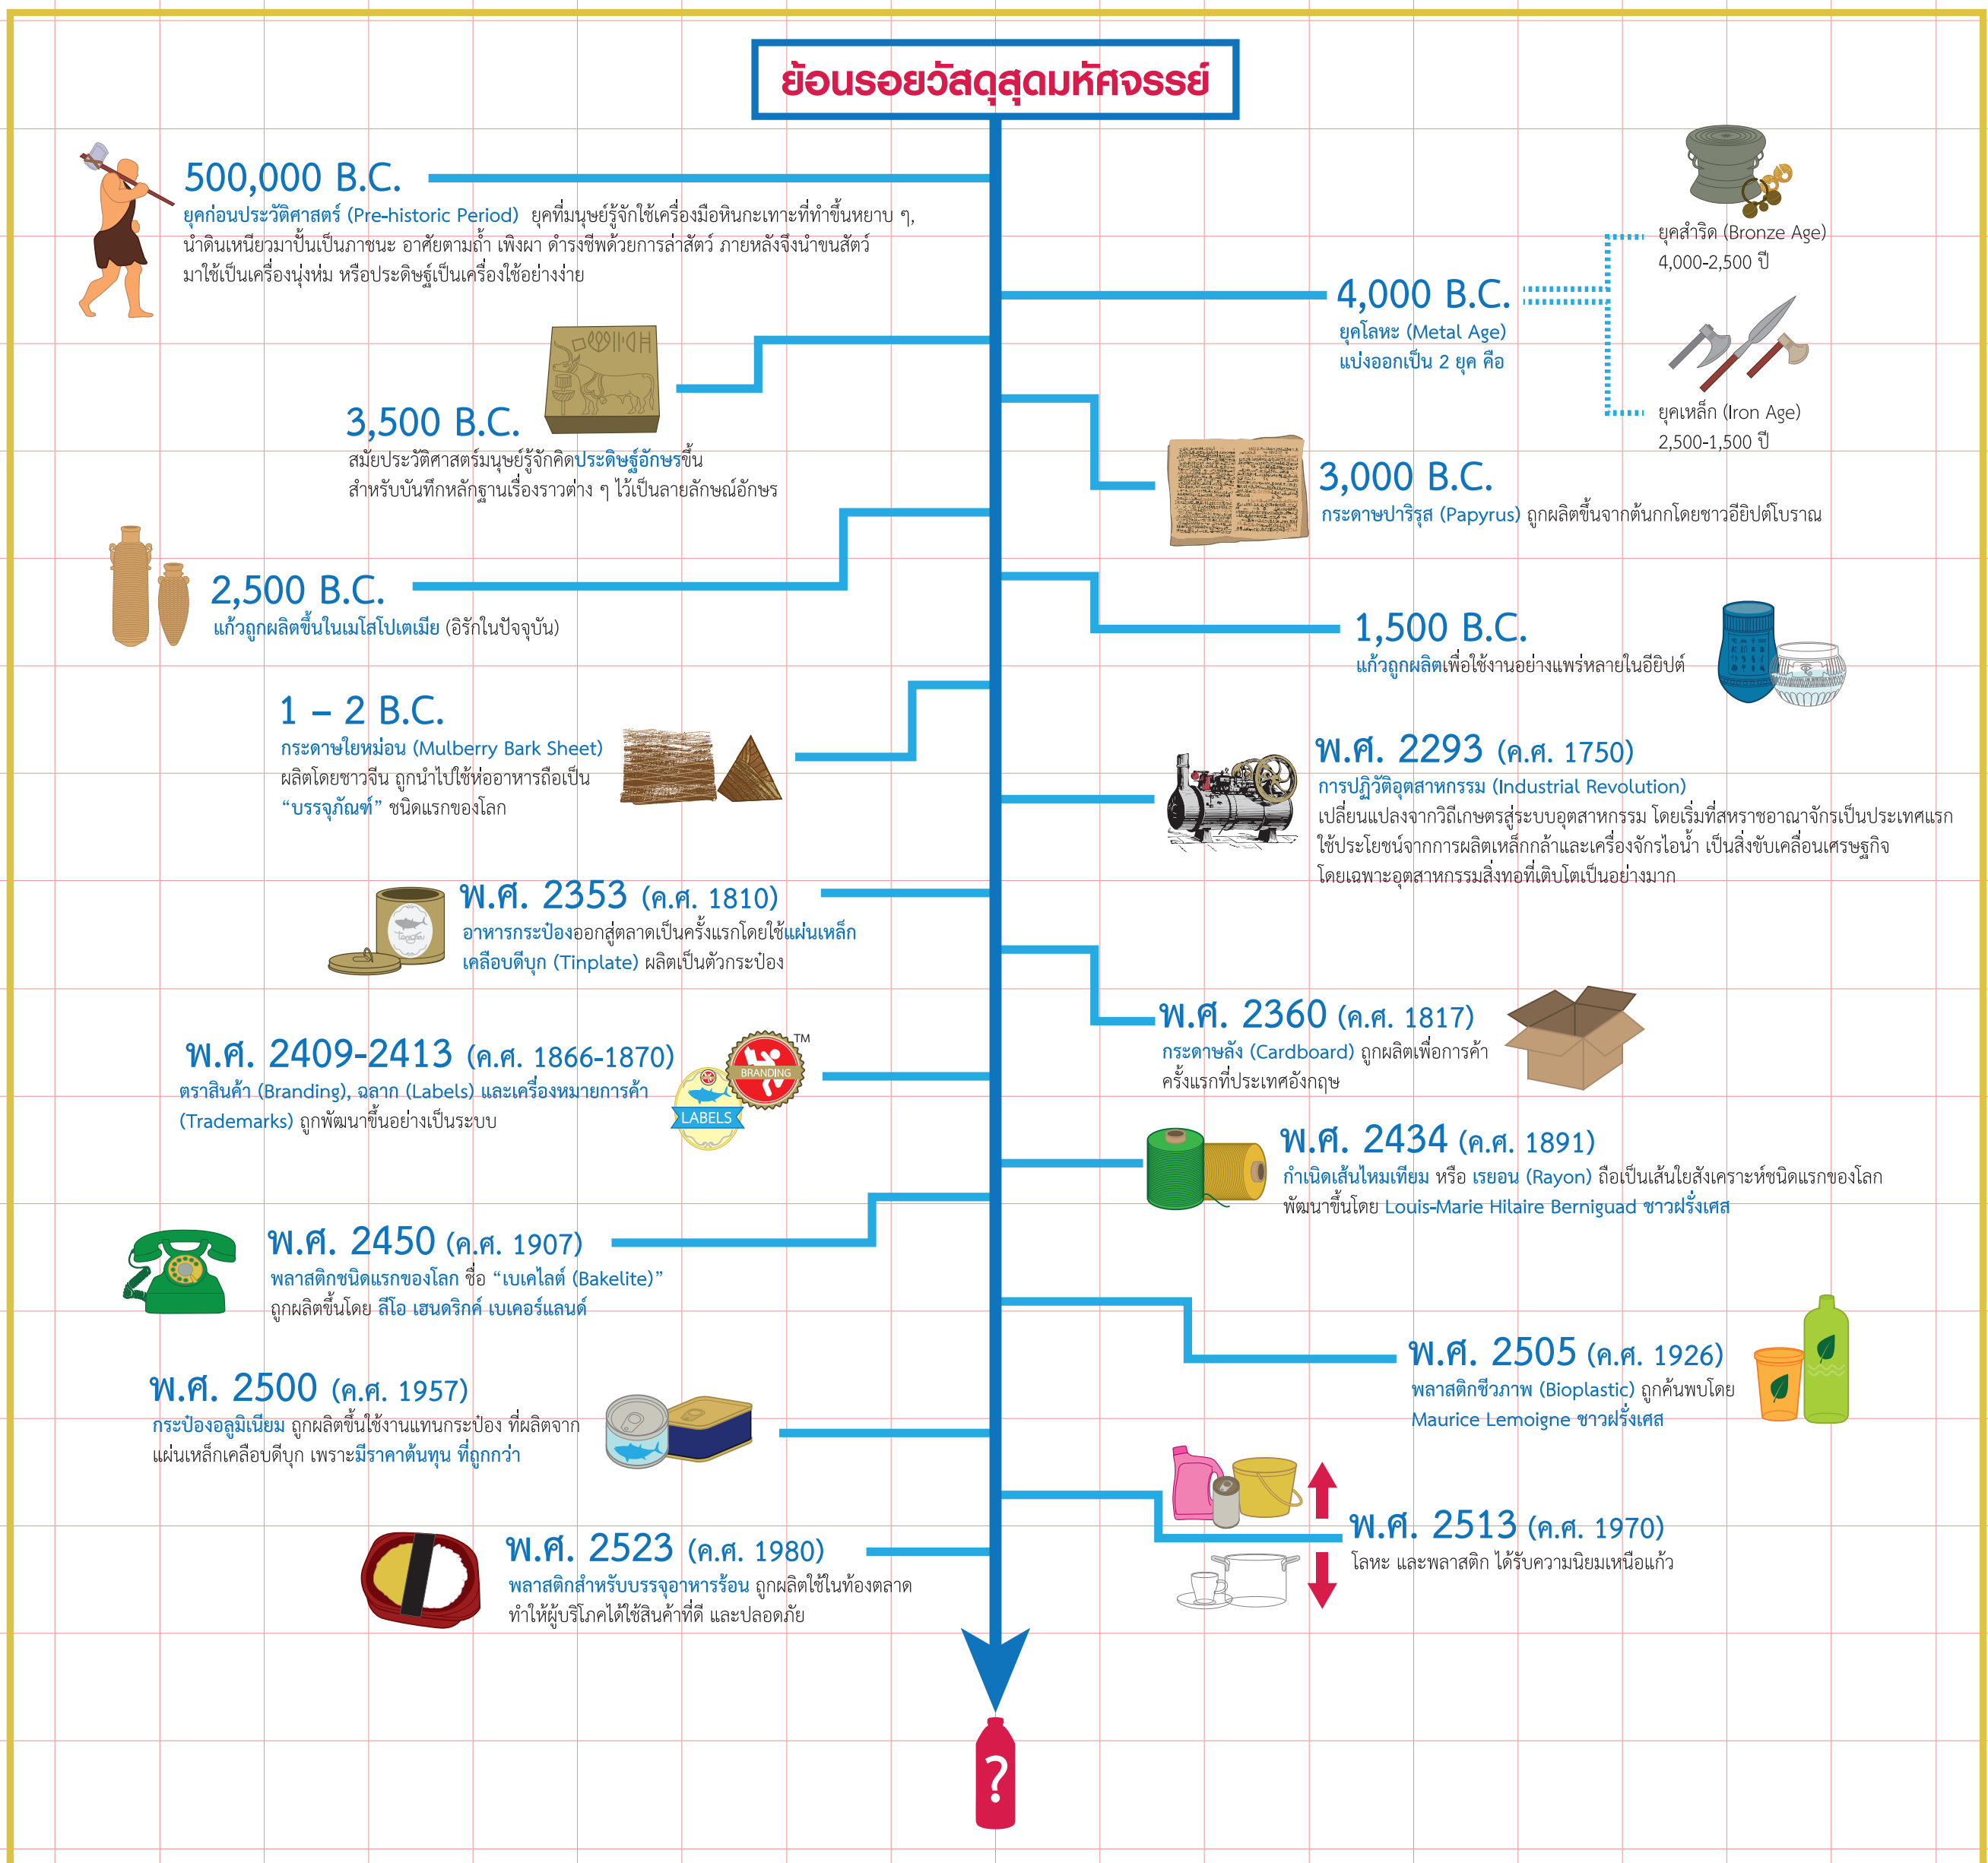 ย้อนรอยวัสดุสุดมหัศจรรย์
500,000 B.C.
ยุคก่อนประวัติศาสตร์ (Pre-historic Period) ยุคที่มนุษย์รู้จักใช้เครื่องมือหินกะเทาะที่ทำขึ้นหยาบ ๆ,
นำดินเหนียวมาปั้นเป็นภาชนะ อาศัยตามถ้ำ เพิงผา ดำรงชีพด้วยการล่าสัตว์ ภายหลังจึงนำขนสัตว์
มาใช้เป็นเครื่องนุ่งห่ม หรือประดิษฐ์เป็นเครื่องใช้อย่างง่าย
4,000 B.C.
ยุคโลหะ (Metal Age)
แบ่งออกเป็น 2 ยุค คือ
ยุคสำริด (Bronze Age)
4,000-2,500 ปี
ยุคเหล็ก (Iron Age)
2,500-1,500 ปี
3,500 B.C.
สมัยประวัติศาสตร์มนุษย์รู้จักคิดประดิษฐ์อักษรขึ้น
สำหรับบันทึกหลักฐานเรื่องราวต่าง ๆ ไว้เป็นลายลักษณ์อักษร
3,000 B.C.
กระดาษปาริรุส (Papyrus) ถูกผลิตขึ้นจากต้นกกโดยชาวอียิปต์โบราณ
2,500 B.C.
แก้วถูกผลิตขึ้นในเมโสโปเตเมีย (อิรักในปัจจุบัน)
1,500 B.C.
แก้วถูกผลิตเพื่อใช้งานอย่างแพร่หลายในอียิปต์
1 – 2 B.C.
กระดาษใยหม่อน (Mulberry Bark Sheet)
ผลิตโดยชาวจีน ถูกนำไปใช้ห่ออาหารถือเป็น
“บรรจุภัณฑ์” ชนิดแรกของโลก
พ.ศ. 2293 (ค.ศ. 1750)
การปฏิวัติอุตสาหกรรม (Industrial Revolution)
เปลี่ยนแปลงจากวิถีเกษตรสู่ระบบอุตสาหกรรม โดยเริ่มที่สหราชอาณาจักรเป็นประเทศแรก
ใช้ประโยชน์จากการผลิตเหล็กกล้าและเครื่องจักรไอน้ำ เป็นสิ่งขับเคลื่อนเศรษฐกิจ
โดยเฉพาะอุตสาหกรรมสิ่งทอที่เติบโตเป็นอย่างมาก
พ.ศ. 2353 (ค.ศ. 1810)
อาหารกระป๋องออกสู่ตลาดเป็นครั้งแรกโดยใช้แผ่นเหล็ก
เคลือบดีบุก (Tinplate) ผลิตเป็นตัวกระป๋อง
พ.ศ. 2360 (ค.ศ. 1817)
กระดาษลัง (Cardboard) ถูกผลิตเพื่อการค้า
ครั้งแรกที่ประเทศอังกฤษ
พ.ศ. 2409-2413 (ค.ศ. 1866-1870)
ตราสินค้า (Branding), ฉลาก (Labels) และเครื่องหมายการค้า
(Trademarks) ถูกพัฒนาขึ้นอย่างเป็นระบบ
TM
BRANDING
LABELS
พ.ศ. 2434 (ค.ศ. 1891)
กำเนิดเส้นไหมเทียม หรือ เรยอน (Rayon) ถือเป็นเส้นใยสังเคราะห์ชนิดแรกของโลก
พัฒนาขึ้นโดย Louis-Marie Hilaire Berniguad ชาวฝรั่งเศส
พ.ศ. 2450 (ค.ศ. 1907)
พลาสติกชนิดแรกของโลก ชื่อ “เบเคไลต์ (Bakelite)”
ถูกผลิตขึ้นโดย ลีโอ เฮนดริกค์ เบเคอร์แลนด์
พ.ศ. 2505 (ค.ศ. 1926)
พลาสติกชีวภาพ (Bioplastic) ถูกค้นพบโดย
Maurice Lemoigne ชาวฝรั่งเศส
พ.ศ. 2500 (ค.ศ. 1957)
กระป๋องอลูมิเนียม ถูกผลิตขึ้นใช้งานแทนกระป๋อง ที่ผลิตจาก
แผ่นเหล็กเคลือบดีบุก เพราะมีราคาต้นทุน ที่ถูกกว่า
พ.ศ. 2513 (ค.ศ. 1970)
โลหะ และพลาสติก ได้รับความนิยมเหนือแก้ว
พ.ศ. 2523 (ค.ศ. 1980)
พลาสติกสำหรับบรรจุอาหารร้อน ถูกผลิตใช้ในท้องตลาด
ทำให้ผู้บริโภคได้ใช้สินค้าที่ดี และปลอดภัย
?